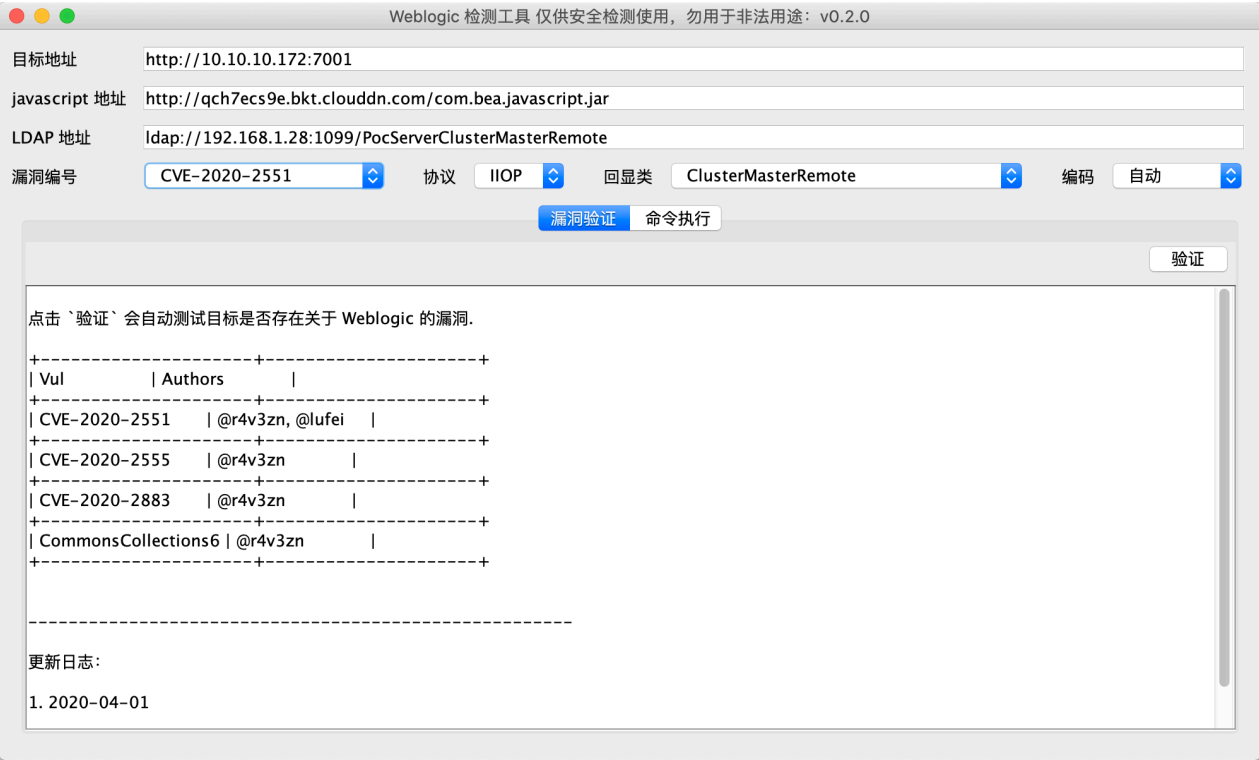 Weblogic 检测工具 仅供安全检测使用，勿用于非法用途：v0.2.0
目标地址 http://10.10.10.172:7001
javascript 地址 http://qch7ecs9e.bkt.clouddn.com/com.bea.javascript.jar
LDAP 地址 ldap://192.168.1.28:1099/PocServerClusterMasterRemote
漏洞编号 CVE-2020-2551 协议 IIOP 回显类 ClusterMasterRemote 编码 自动
漏洞验证 命令执行
验证
点击 `验证` 会自动测试目标是否存在关于 Weblogic 的漏洞.
+---------------------+---------------------+
| Vul | Authors |
+---------------------+---------------------+
| CVE-2020-2551 | @r4v3zn, @lufei |
+---------------------+---------------------+
| CVE-2020-2555 | @r4v3zn |
+---------------------+---------------------+
| CVE-2020-2883 | @r4v3zn |
+---------------------+---------------------+
| CommonsCollections6 | @r4v3zn |
+---------------------+---------------------+
------------------------------------------------------
更新日志：
1. 2020-04-01